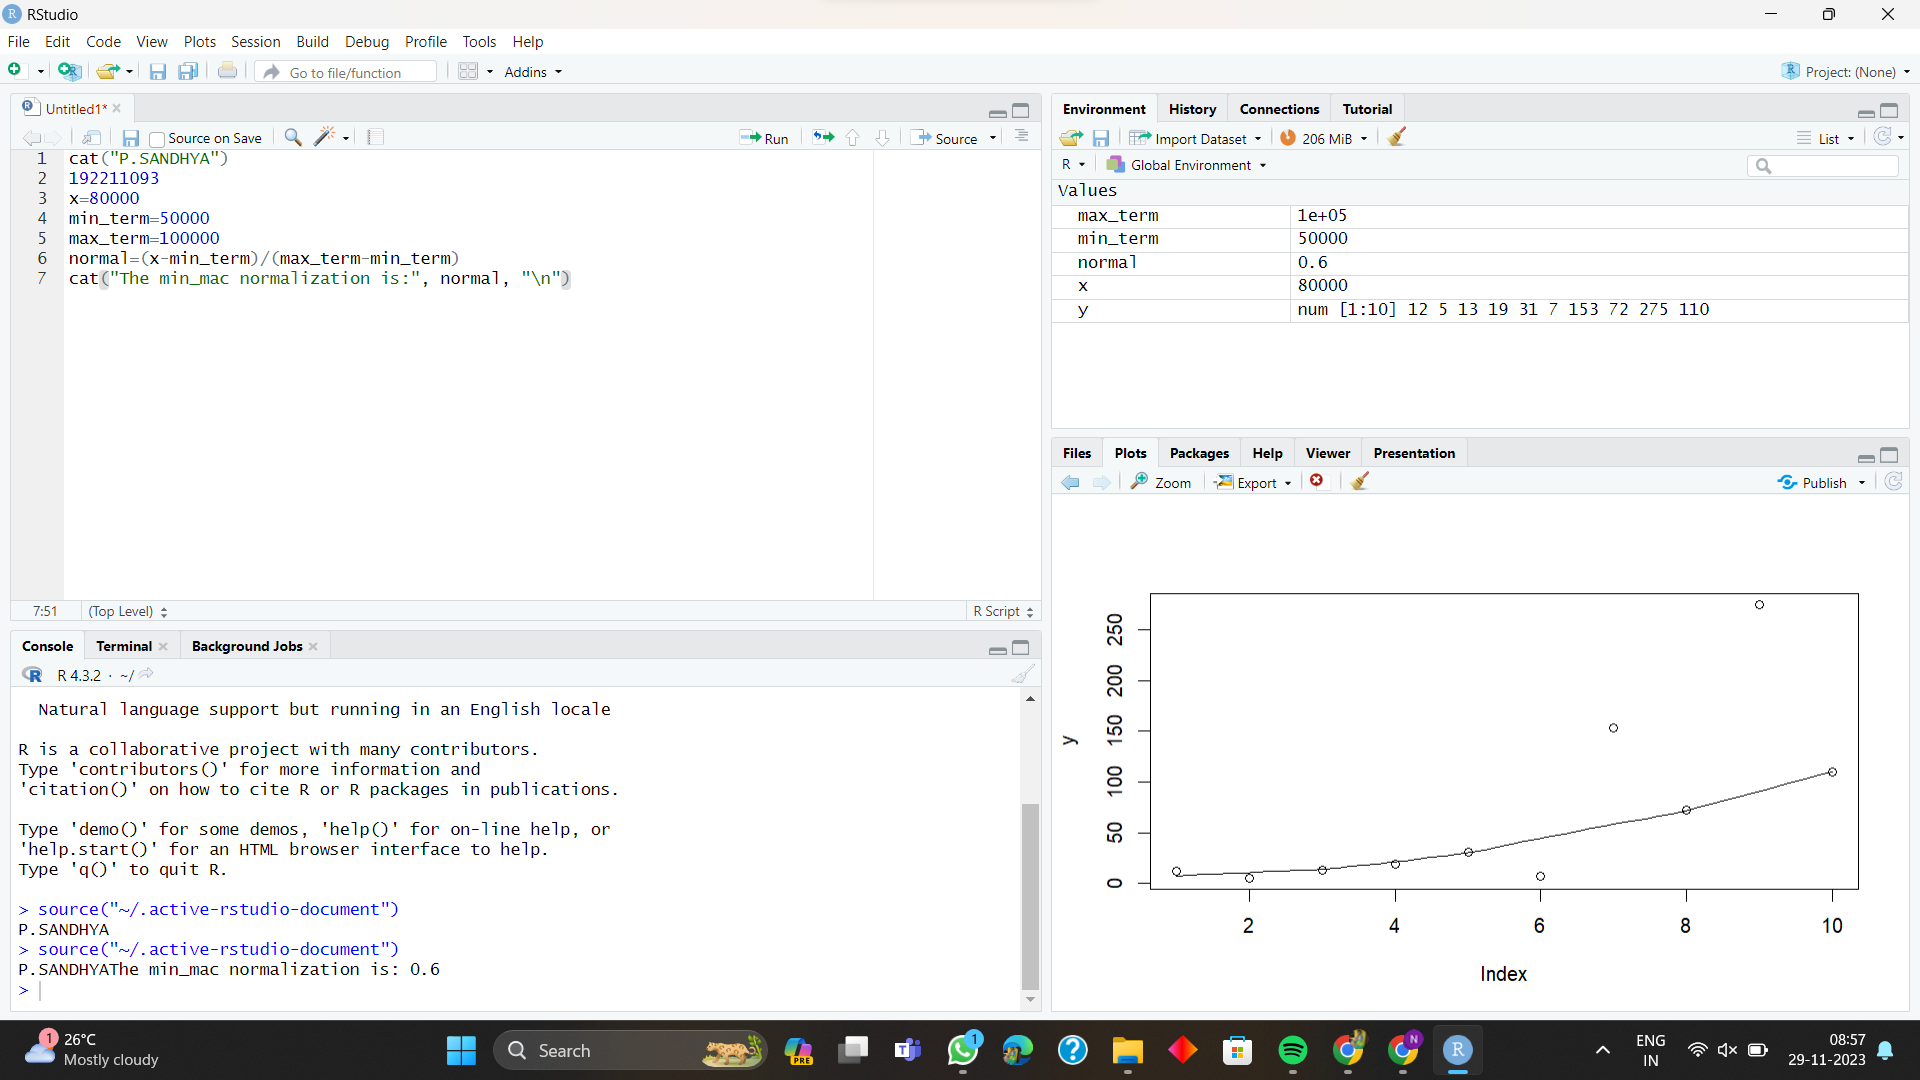 RStudio
File Edit Code View Plots Session Build Debug Profile Tools Help
Go to file/function Addins Project: (None)
Untitled1*
Source on Save Run Source
1 cat("P.SANDHYA")
2 192211093
3 x=80000
4 min_term=50000
5 max_term=100000
6 normal=(x-min_term)/(max_term-min_term)
7 cat("The min_mac normalization is:", normal, "\n")
7:51 (Top Level) R Script
Console Terminal Background Jobs
R 4.3.2 · ~/
Natural language support but running in an English locale
R is a collaborative project with many contributors.
Type 'contributors()' for more information and
'citation()' on how to cite R or R packages in publications.
Type 'demo()' for some demos, 'help()' for on-line help, or
'help.start()' for an HTML browser interface to help.
Type 'q()' to quit R.
> source("~/.active-rstudio-document")
P.SANDHYA
> source("~/.active-rstudio-document")
P.SANDHYAThe min_mac normalization is: 0.6
>
Environment History Connections Tutorial
Import Dataset 206 MiB List
R Global Environment
Values
max_term 1e+05
min_term 50000
normal 0.6
x 80000
y num [1:10] 12 5 13 19 31 7 153 72 275 110
Files Plots Packages Help Viewer Presentation
Zoom Export Publish
250
200
150
100
50
0
y
2 4 6 8 10
Index
1 26°C
Mostly cloudy
Search
PRE
1
N
R
ENG
IN
08:57
29-11-2023